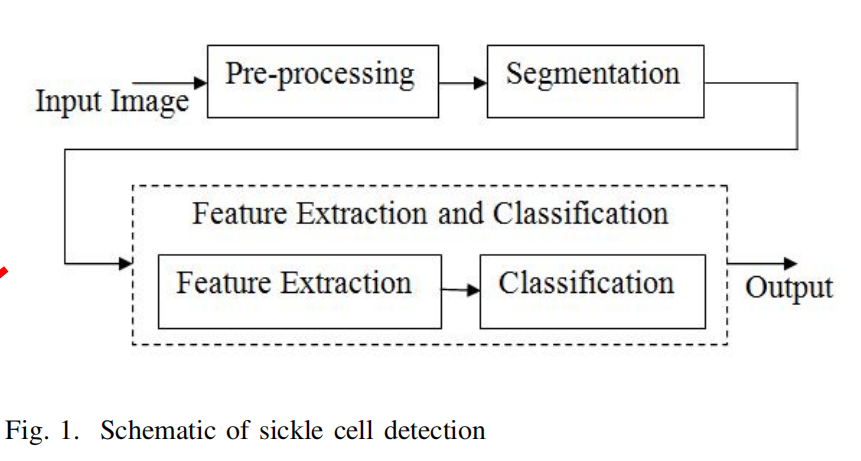 Pre-processing
Segmentation
Input Image
Feature Extraction and Classification
Feature Extraction
Classification
Output
Fig. 1. Schematic of sickle cell detection